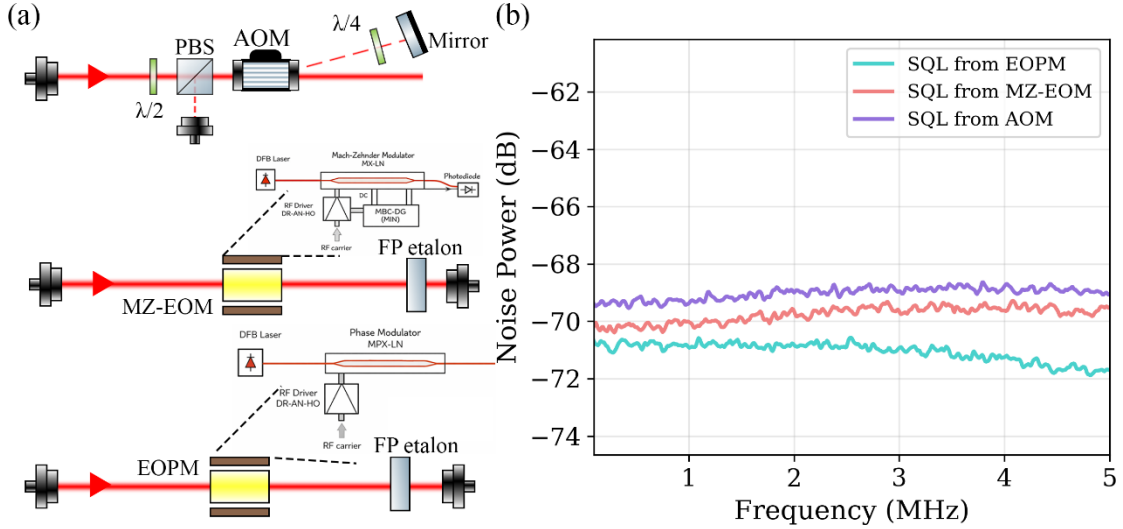 (a)
λ/4
Mirror
PBS
AOM
λ/2
Mach-Zehnder Modulator
MX-LN
DFB Laser
Photodiode
DC
RF Driver
DR-AN-HO
MBC-DG
(MIN)
RF carrier
FP etalon
MZ-EOM
Phase Modulator
MPX-LN
DFB Laser
RF Driver
DR-AN-HO
RF carrier
EOPM
FP etalon
(b)
SQL from EOPM
SQL from MZ-EOM
SQL from AOM
Noise Power (dB)
−62
−64
−66
−68
−70
−72
−74
1
2
3
4
5
Frequency (MHz)